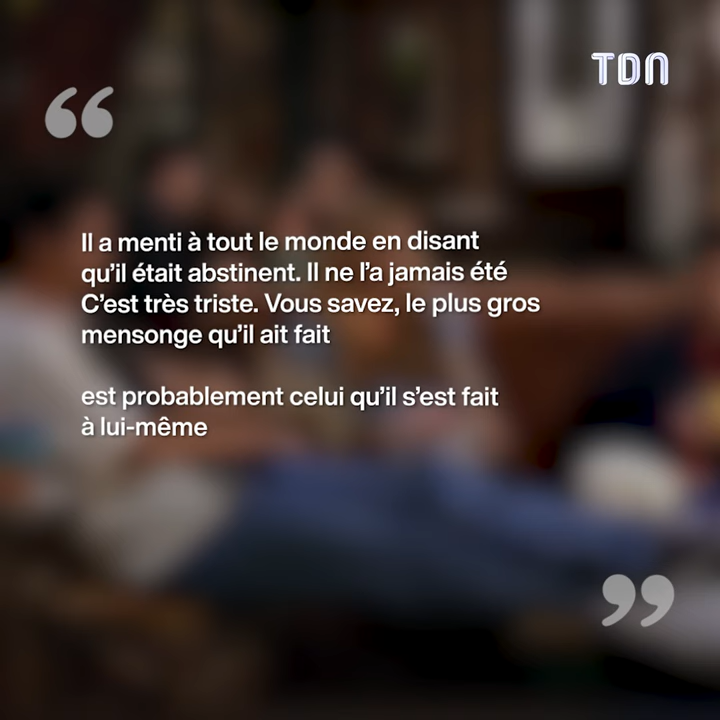 TDN
“
Il a menti à tout le monde en disant
qu’il était abstinent. Il ne l’a jamais été
C’est très triste. Vous savez, le plus gros
mensonge qu’il ait fait
est probablement celui qu’il s’est fait
à lui-même
”